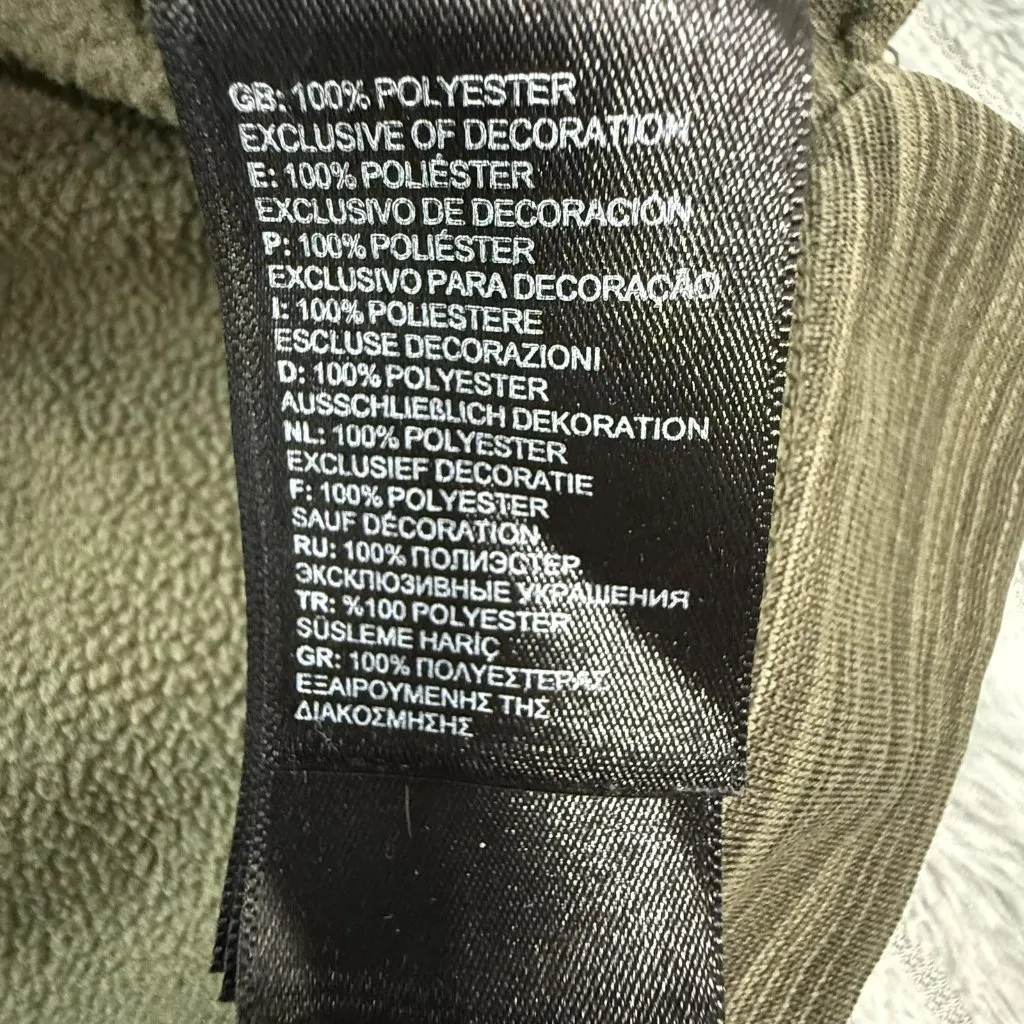 GB: 100% POLYESTER
EXCLUSIVE OF DECORATION
E: 100% POLIÉSTER
EXCLUSIVO DE DECORACIÓN
P: 100% POLIÉSTER
EXCLUSIVO PARA DECORAÇÃO
I: 100% POLIESTERE
ESCLUSE DECORAZIONI
D: 100% POLYESTER
AUSSCHLIEßLICH DEKORATION
NL: 100% POLYESTER
EXCLUSIEF DECORATIE
F: 100% POLYESTER
SAUF DÉCORATION
RU: 100% ПОЛИЭСТЕР
ЭКСКЛЮЗИВНЫЕ УКРАШЕНИЯ
TR: %100 POLYESTER
SÜSLEME HARİÇ
GR: 100% ΠΟΛΥΕΣΤΕΡΑΣ
ΕΞΑΙΡΟΥΜΕΝΗΣ ΤΗΣ
ΔΙΑΚΟΣΜΗΣΗΣ